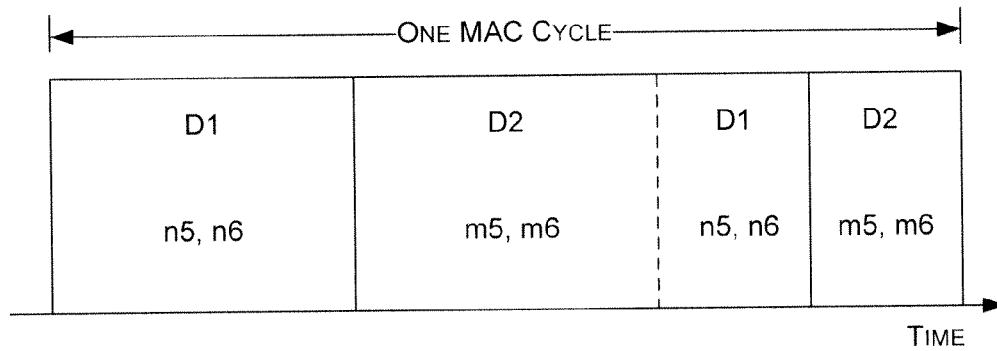 ONE MAC CYCLE
D1 D2 D1 D2
n5, n6 m5, m6 n5, n6 m5, m6
TIME